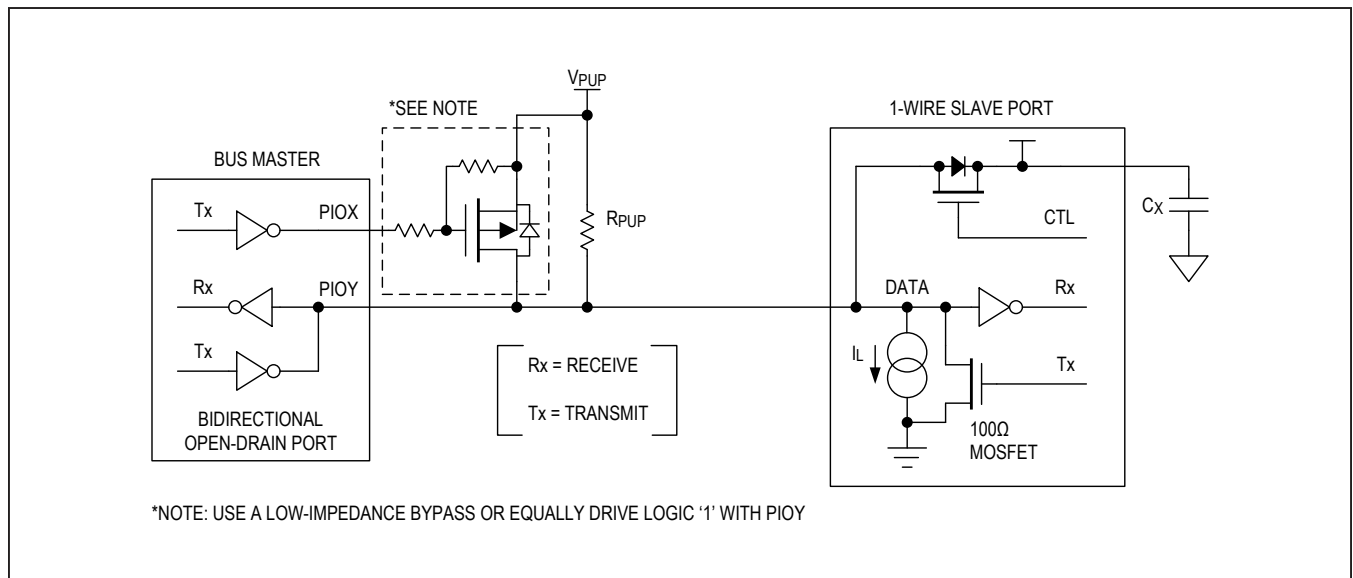 VPUP
*SEE NOTE
1-WIRE SLAVE PORT
BUS MASTER
Tx
PIOX
RPUP
CX
CTL
Rx
PIOY
DATA
Rx
Tx
IL
Tx
Rx = RECEIVE
Tx = TRANSMIT
BIDIRECTIONAL
OPEN-DRAIN PORT
100Ω
MOSFET
*NOTE: USE A LOW-IMPEDANCE BYPASS OR EQUALLY DRIVE LOGIC ‘1’ WITH PIOY